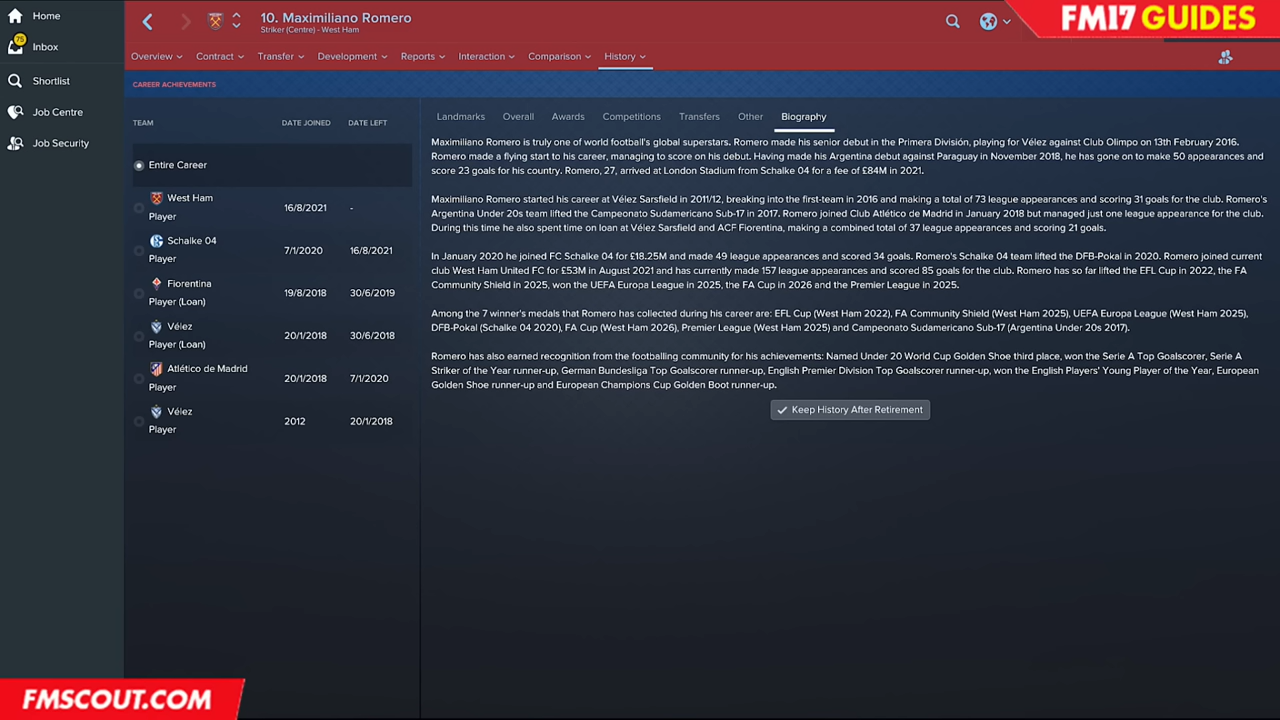 Home
75
Inbox
Shortlist
Job Centre
Job Security
10. Maximiliano Romero
Striker (Centre) - West Ham
FM17 GUIDES
Overview
Contract
Transfer
Development
Reports
Interaction
Comparison
History
CAREER ACHIEVEMENTS
TEAM
DATE JOINED
DATE LEFT
Entire Career
West Ham
Player
16/8/2021
-
Schalke 04
Player
7/1/2020
16/8/2021
Fiorentina
Player (Loan)
19/8/2018
30/6/2019
Vélez
Player (Loan)
20/1/2018
30/6/2018
Atlético de Madrid
Player
20/1/2018
7/1/2020
Vélez
Player
2012
20/1/2018
Landmarks
Overall
Awards
Competitions
Transfers
Other
Biography
Maximiliano Romero is truly one of world football's global superstars. Romero made his senior debut in the Primera División, playing for Vélez against Club Olimpo on 13th February 2016.
Romero made a flying start to his career, managing to score on his debut. Having made his Argentina debut against Paraguay in November 2018, he has gone on to make 50 appearances and
score 23 goals for his country. Romero, 27, arrived at London Stadium from Schalke 04 for a fee of £84M in 2021.
Maximiliano Romero started his career at Vélez Sarsfield in 2011/12, breaking into the first-team in 2016 and making a total of 73 league appearances and scoring 31 goals for the club. Romero's
Argentina Under 20s team lifted the Campeonato Sudamericano Sub-17 in 2017. Romero joined Club Atlético de Madrid in January 2018 but managed just one league appearance for the club.
During this time he also spent time on loan at Vélez Sarsfield and ACF Fiorentina, making a combined total of 37 league appearances and scoring 21 goals.
In January 2020 he joined FC Schalke 04 for £18.25M and made 49 league appearances and scored 34 goals. Romero's Schalke 04 team lifted the DFB-Pokal in 2020. Romero joined current
club West Ham United FC for £53M in August 2021 and has currently made 157 league appearances and scored 85 goals for the club. Romero has so far lifted the EFL Cup in 2022, the FA
Community Shield in 2025, won the UEFA Europa League in 2025, the FA Cup in 2026 and the Premier League in 2025.
Among the 7 winner's medals that Romero has collected during his career are: EFL Cup (West Ham 2022), FA Community Shield (West Ham 2025), UEFA Europa League (West Ham 2025),
DFB-Pokal (Schalke 04 2020), FA Cup (West Ham 2026), Premier League (West Ham 2025) and Campeonato Sudamericano Sub-17 (Argentina Under 20s 2017).
Romero has also earned recognition from the footballing community for his achievements: Named Under 20 World Cup Golden Shoe third place, won the Serie A Top Goalscorer, Serie A
Striker of the Year runner-up, German Bundesliga Top Goalscorer runner-up, English Premier Division Top Goalscorer runner-up, won the English Players' Young Player of the Year, European
Golden Shoe runner-up and European Champions Cup Golden Boot runner-up.
Keep History After Retirement
FMSCOUT.COM